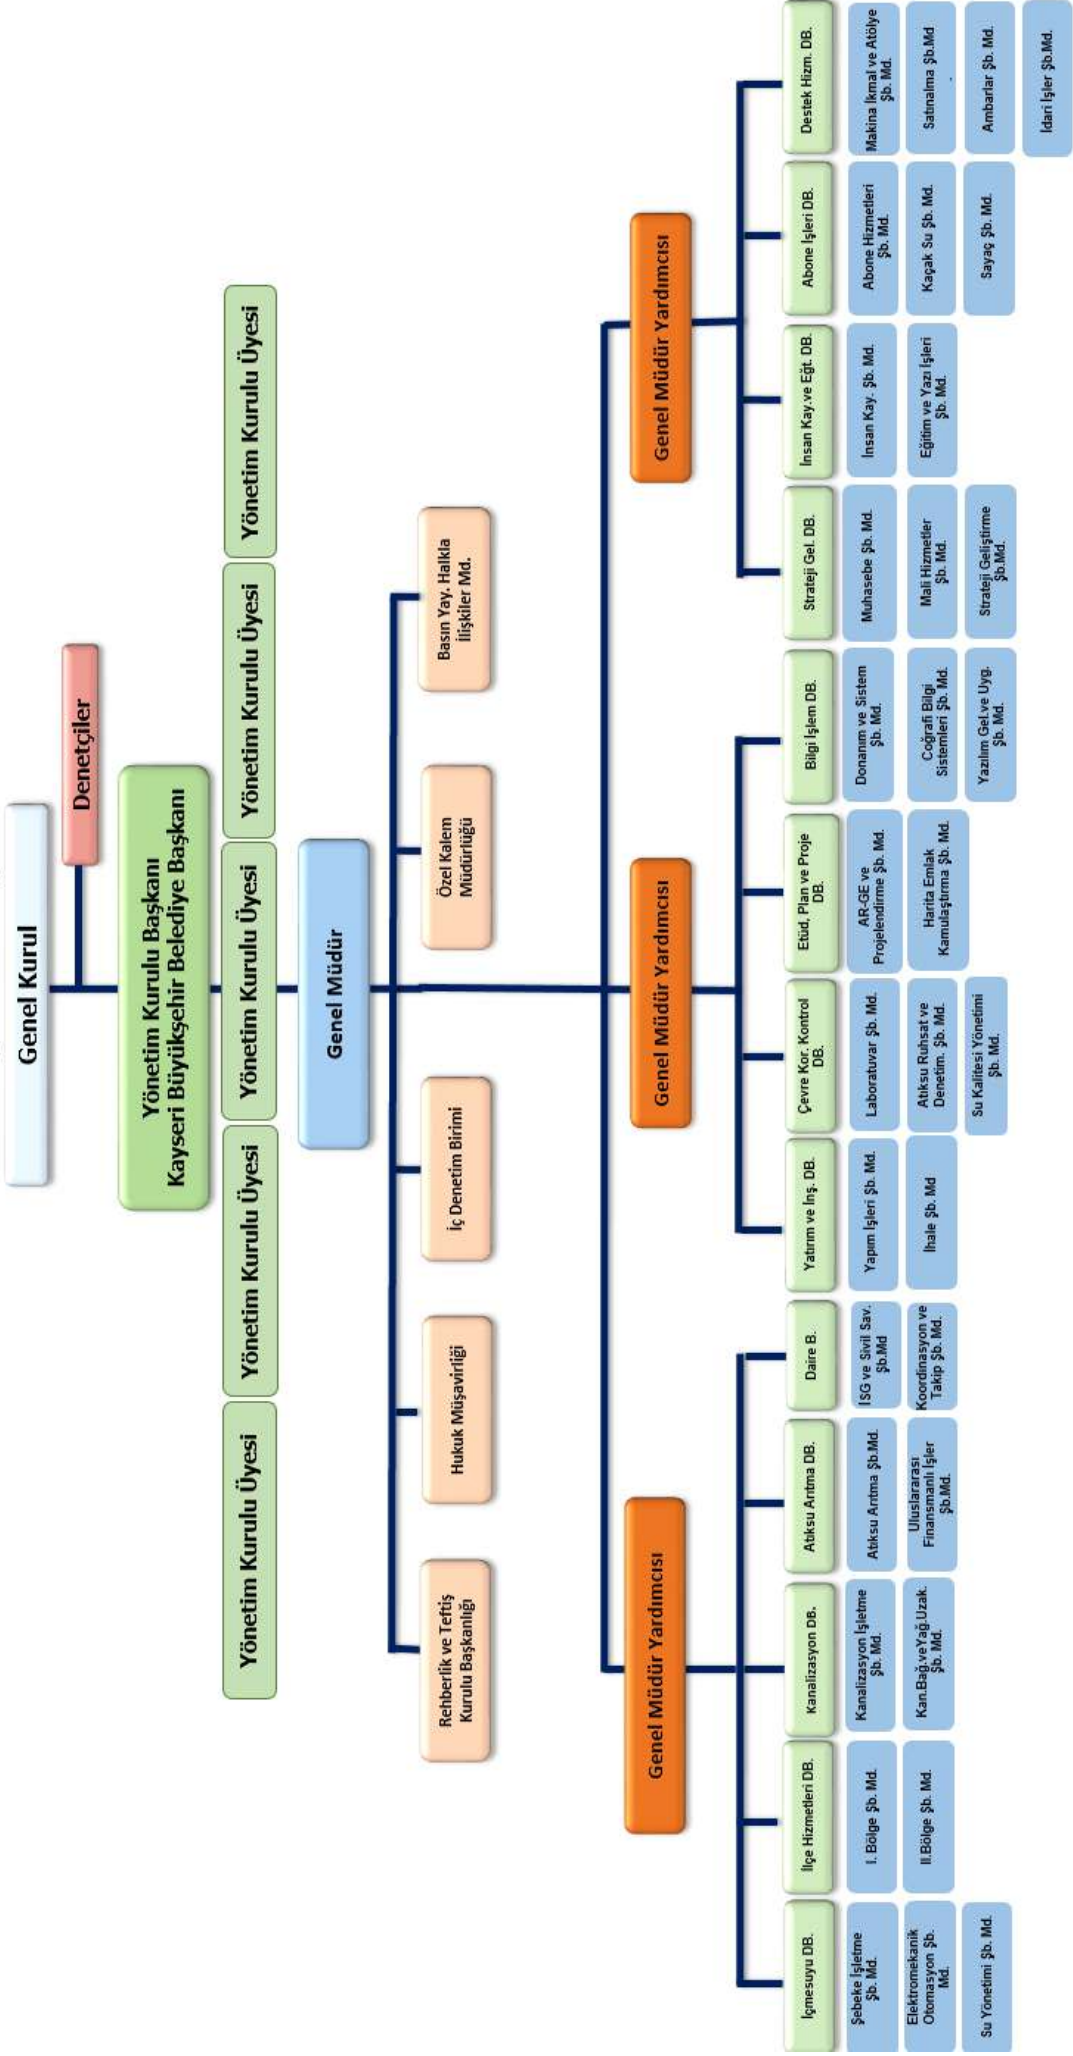 Genel Kurul
Denetçiler
Yönetim Kurulu Başkanı
Kayseri Büyükşehir Belediye Başkanı
Yönetim Kurulu Üyesi
Yönetim Kurulu Üyesi
Yönetim Kurulu Üyesi
Yönetim Kurulu Üyesi
Yönetim Kurulu Üyesi
Genel Müdür
Rehberlik ve Teftiş
Kurulu Başkanlığı
Hukuk Müşavirliği
İç Denetim Birimi
Özel Kalem
Müdürlüğü
Basın Yay. Halkla
İlişkiler Md.
Genel Müdür Yardımcısı
Genel Müdür Yardımcısı
Genel Müdür Yardımcısı
İçmesuyu DB.
Şebeke İşletme
Şb. Md.
Elektromekanik
Otomasyon Şb.
Md.
Su Yönetimi Şb. Md.
İlçe Hizmetleri DB.
I. Bölge Şb. Md.
II.Bölge Şb. Md.
Kanalizasyon DB.
Kanalizasyon İşletme
Şb. Md.
Kan.Bağ.veYağ.Uzak.
Şb. Md.
Atıksu Arıtma DB.
Atıksu Arıtma Şb.Md.
Uluslararası
Finansmanlı İşler
Şb.Md.
Daire B.
İSG ve Sivil Sav.
Şb.Md
Koordinasyon ve
Takip Şb. Md.
Yatırım ve İnş. DB.
Yapım İşleri Şb. Md.
İhale Şb. Md
Çevre Kor. Kontrol
DB.
Laboratuvar Şb. Md.
Atıksu Ruhsat ve
Denetim. Şb. Md.
Su Kalitesi Yönetimi
Şb. Md.
Etüd, Plan ve Proje
DB.
AR-GE ve
Projelendirme Şb. Md.
Harita Emlak
Kamulaştırma Şb. Md.
Bilgi İşlem DB.
Donanım ve Sistem
Şb. Md.
Coğrafi Bilgi
Sistemleri Şb. Md.
Yazılım Gel.ve Uyg.
Şb. Md.
Strateji Gel. DB.
Muhasebe Şb. Md.
Mali Hizmetler
Şb. Md.
Strateji Geliştirme
Şb.Md.
İnsan Kay.ve Eğt. DB.
İnsan Kay. Şb. Md.
Eğitim ve Yazı İşleri
Şb. Md.
Abone İşleri DB.
Abone Hizmetleri
Şb. Md.
Kaçak Su Şb. Md.
Sayaç Şb. Md.
Destek Hizm. DB.
Makina İkmal ve Atölye
Şb. Md.
Satınalma Şb.Md
Ambarlar Şb. Md.
İdari İşler Şb.Md.